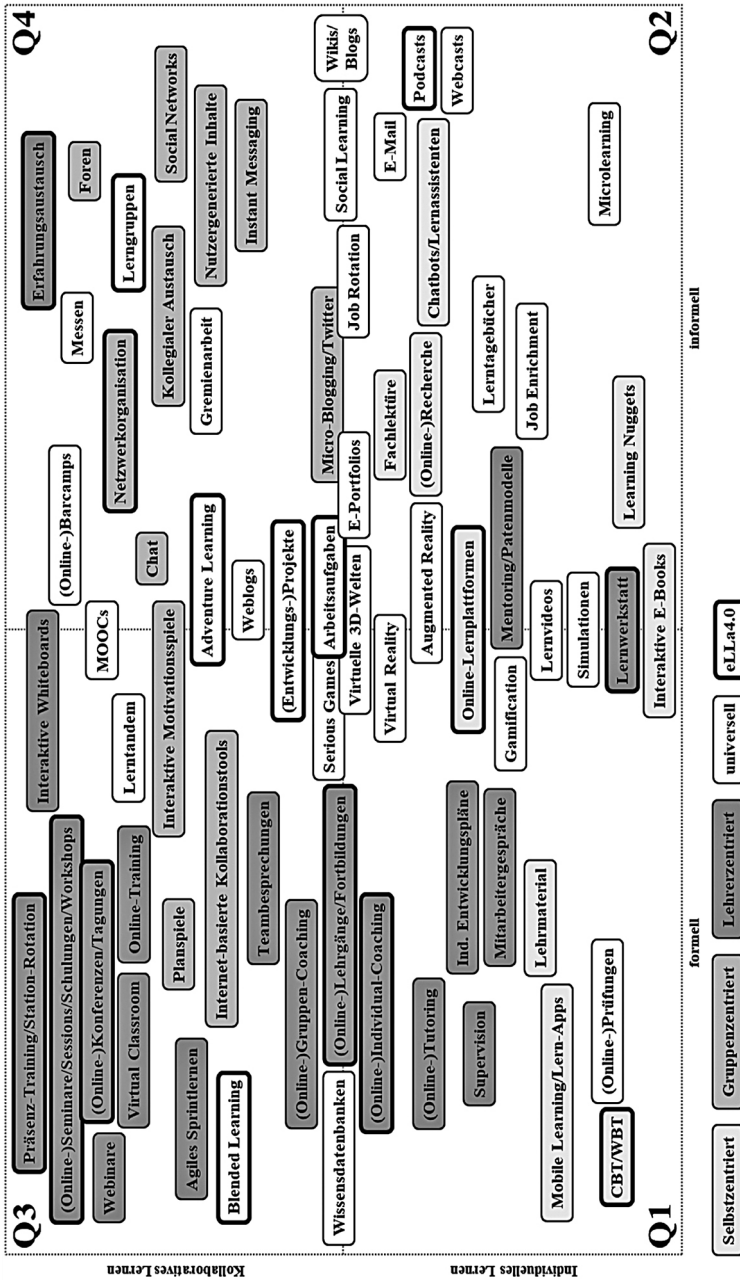 Q3
Q4
Präsenz-Training/Station-Rotation
Interaktive Whiteboards
Erfahrungsaustausch
(Online-)Seminare/Sessions/Schulungen/Workshops
(Online-)Barcamps
Messen
Foren
Webinare
(Online-)Konferenzen/Tagungen
MOOCs
Netzwerkorganisation
Lerngruppen
Virtual Classroom
Online-Training
Lerntandem
Chat
Planspiele
Interaktive Motivationsspiele
Kollegialer Austausch
Social Networks
Agiles Sprintlernen
Internet-basierte Kollaborationstools
Adventure Learning
Gremienarbeit
Nutzergenerierte Inhalte
Blended Learning
Teambesprechungen
Weblogs
Instant Messaging
(Online-)Gruppen-Coaching
(Entwicklungs-)Projekte
Serious Games
Arbeitsaufgaben
Micro-Blogging/Twitter
Social Learning
Wikis/
Blogs
Wissensdatenbanken
(Online-)Lehrgänge/Fortbildungen
Virtuelle 3D-Welten
E-Portfolios
Job Rotation
(Online-)Individual-Coaching
Virtual Reality
Fachlektüre
E-Mail
Podcasts
(Online-)Tutoring
Augmented Reality
(Online-)Recherche
Chatbots/Lernassistenten
Webcasts
Supervision
Ind. Entwicklungspläne
Online-Lernplattformen
Mitarbeitergespräche
Gamification
Mentoring/Patenmodelle
Lerntagebücher
Lehrmaterial
Lernvideos
Job Enrichment
Mobile Learning/Lern-Apps
Simulationen
(Online-)Prüfungen
Microlearning
CBT/WBT
Lernwerkstatt
Learning Nuggets
Interaktive E-Books
Q1
Q2
Kollaboratives Lernen
Individuelles Lernen
formell
informell
Selbstzentriert
Gruppenzentriert
Lehrerzentriert
universell
eLLa4.0